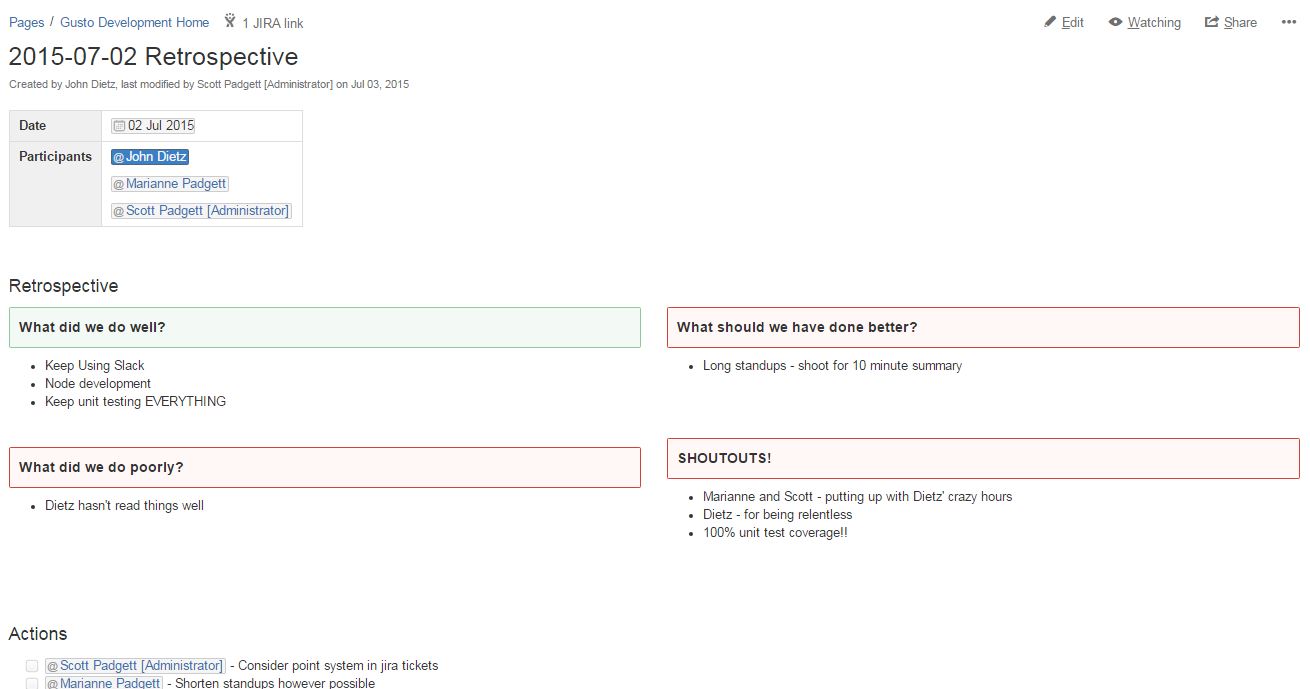 Pages / Gusto Development Home 1 JIRA link
Edit Watching Share •••
2015-07-02 Retrospective
Created by John Dietz, last modified by Scott Padgett [Administrator] on Jul 03, 2015
Date 02 Jul 2015
Participants @John Dietz
@Marianne Padgett
@Scott Padgett [Administrator]
Retrospective
What did we do well?
• Keep Using Slack
• Node development
• Keep unit testing EVERYTHING
What did we do poorly?
• Dietz hasn't read things well
What should we have done better?
• Long standups - shoot for 10 minute summary
SHOUTOUTS!
• Marianne and Scott - putting up with Dietz' crazy hours
• Dietz - for being relentless
• 100% unit test coverage!!
Actions
@Scott Padgett [Administrator] - Consider point system in jira tickets
@Marianne Padgett - Shorten standups however possible